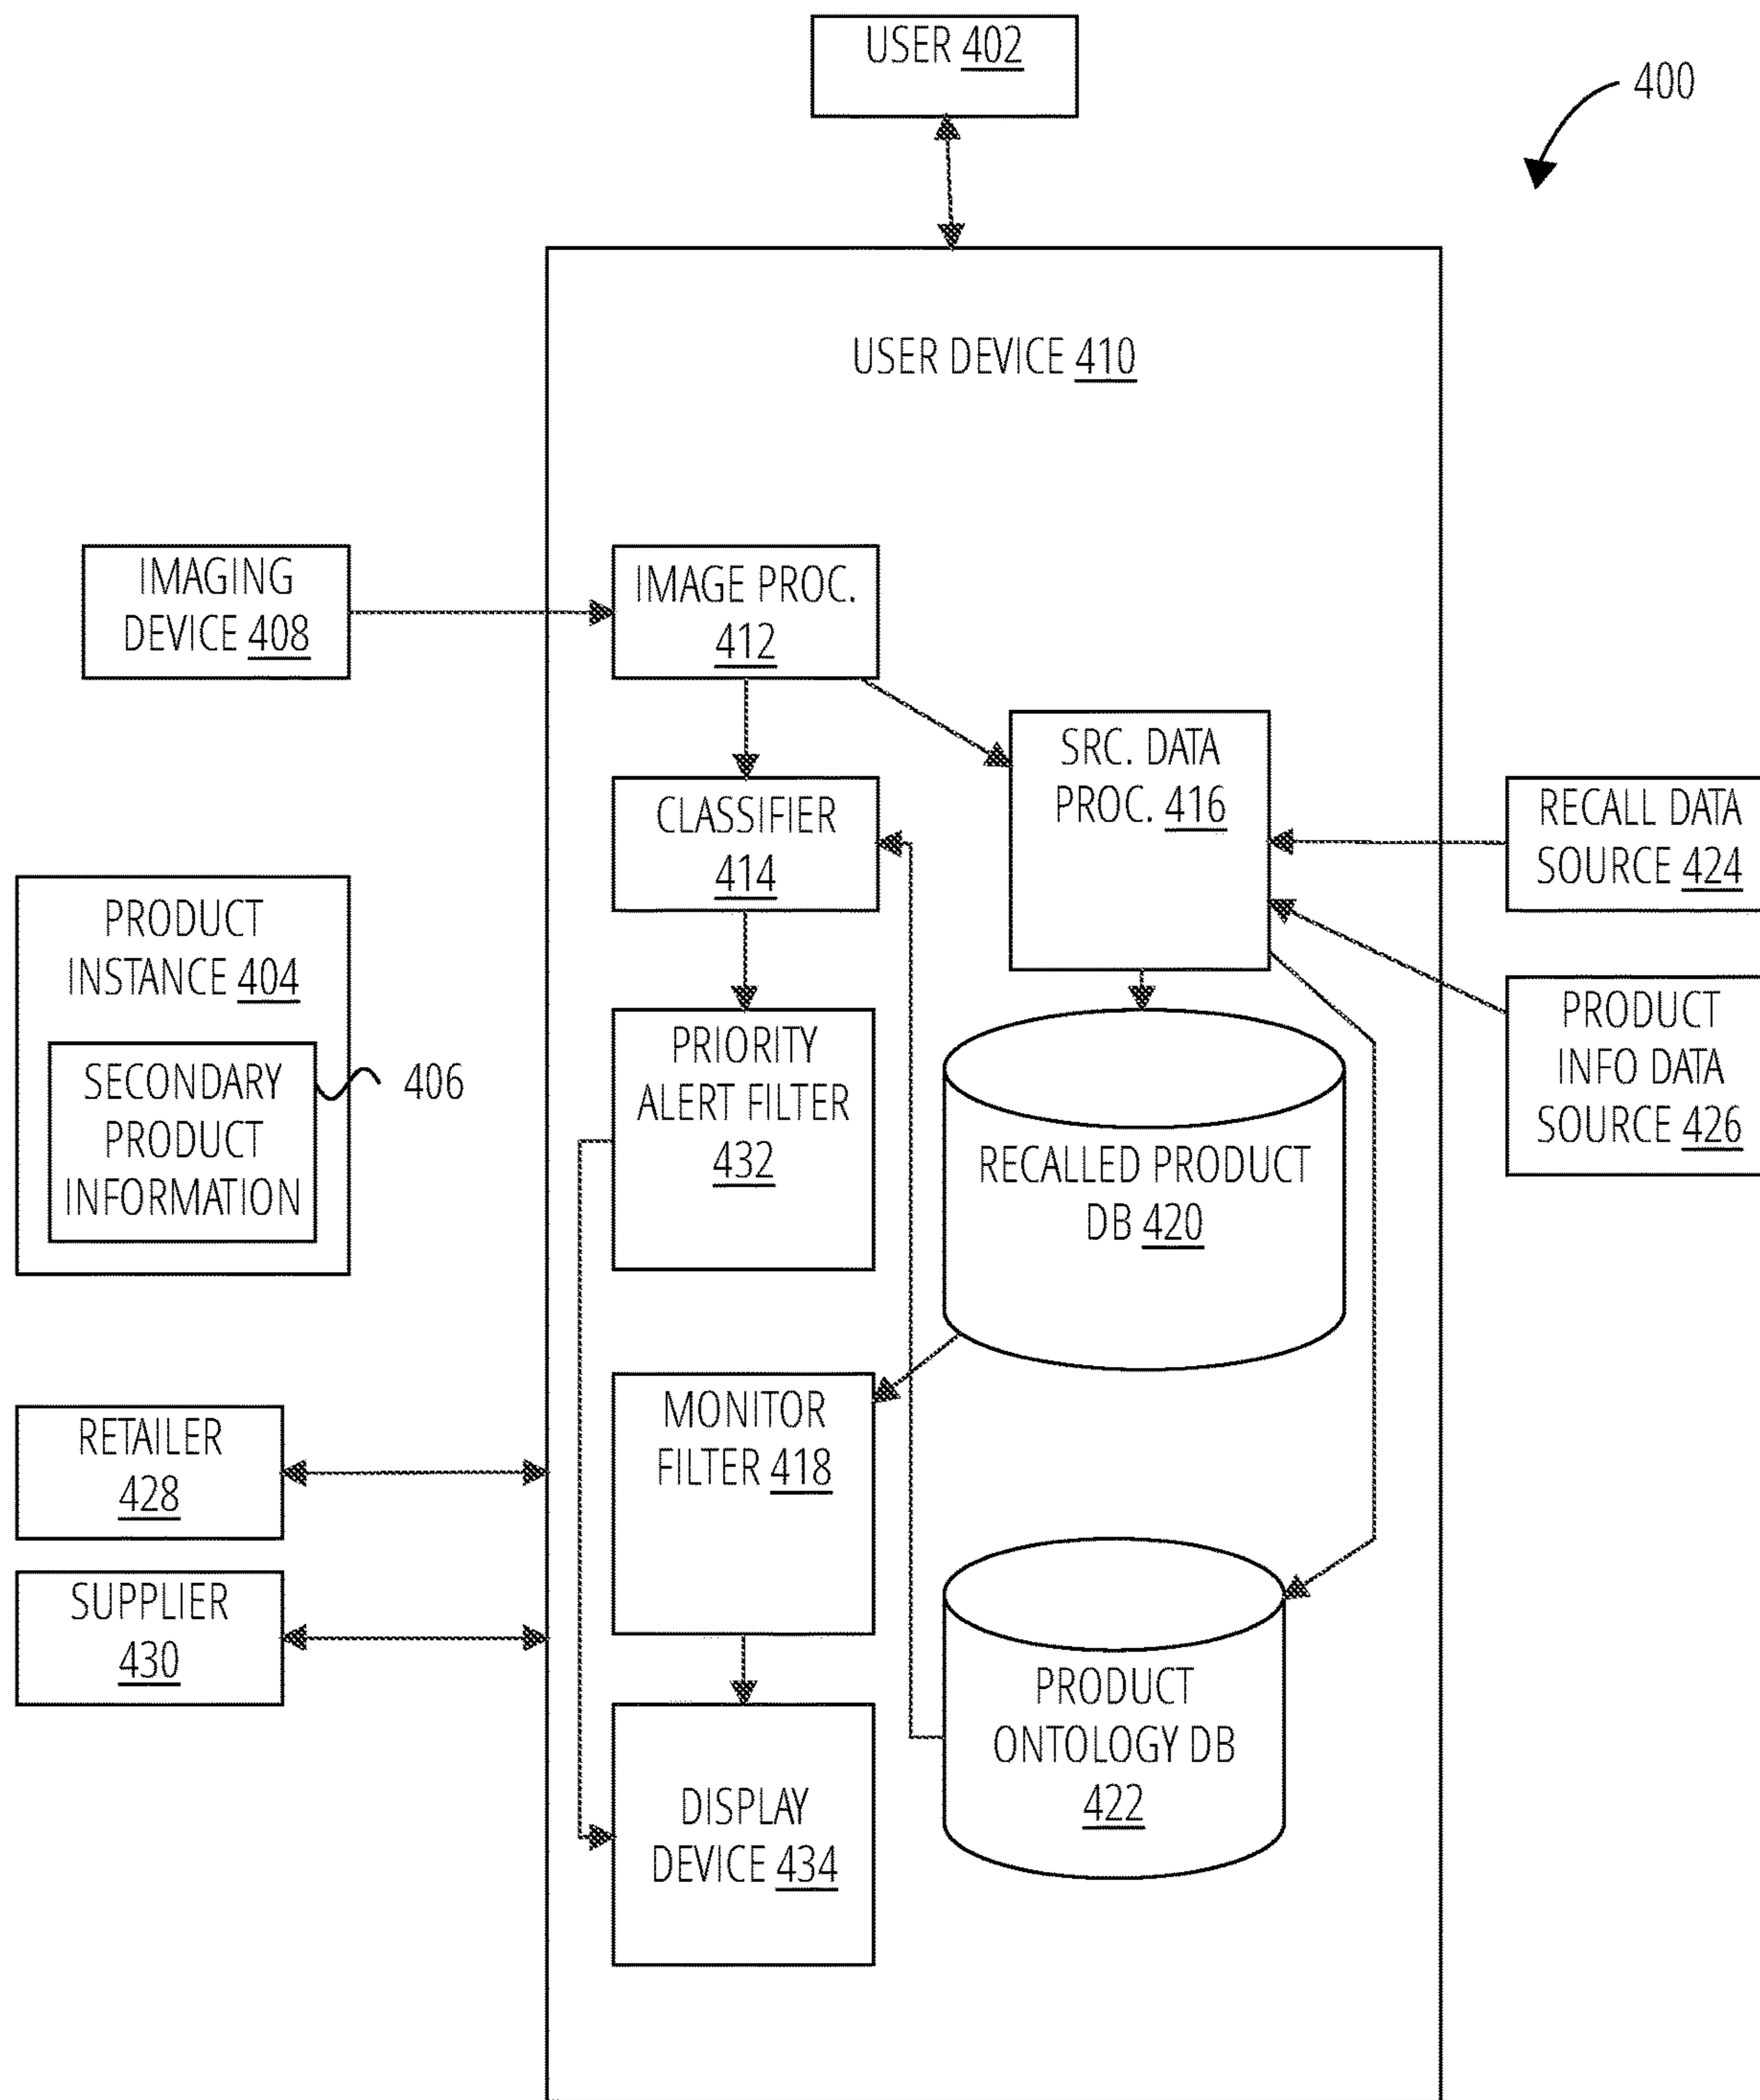 USER 402
400
USER DEVICE 410
IMAGING
DEVICE 408
IMAGE PROC.
412
SRC. DATA
PROC. 416
CLASSIFIER
414
RECALL DATA
SOURCE 424
PRODUCT
INSTANCE 404
SECONDARY
PRODUCT
INFORMATION
406
PRIORITY
ALERT FILTER
432
PRODUCT
INFO DATA
SOURCE 426
RECALLED PRODUCT
DB 420
MONITOR
FILTER 418
RETAILER
428
SUPPLIER
430
PRODUCT
ONTOLOGY DB
422
DISPLAY
DEVICE 434